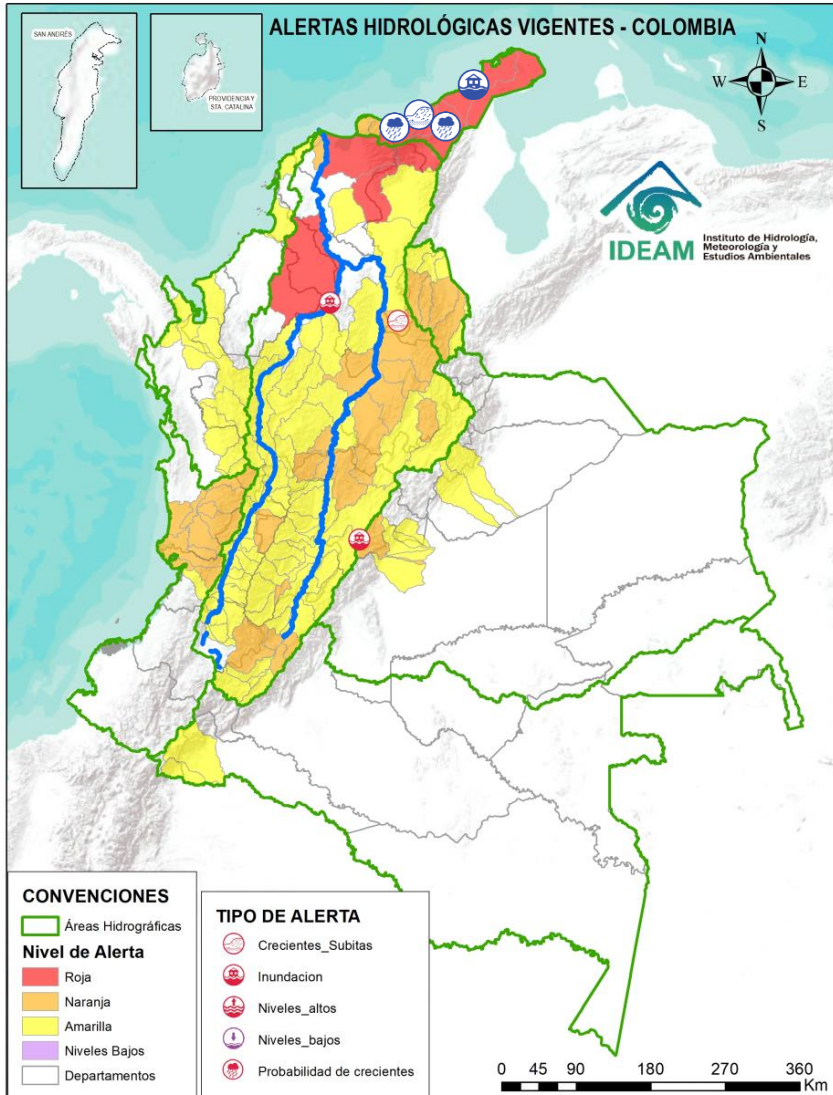 ALERTAS HIDROLÓGICAS VIGENTES - COLOMBIA
SAN ANDRÉS
PROVIDENCIA Y
STA. CATALINA
N
W
E
S
IDEAM
Instituto de Hidrología,
Meteorología y
Estudios Ambientales
CONVENCIONES
Áreas Hidrográficas
Nivel de Alerta
Roja
Naranja
Amarilla
Niveles Bajos
Departamentos
TIPO DE ALERTA
Crecientes_Subitas
Inundacion
Niveles_altos
Niveles_bajos
Probabilidad de crecientes
0 45 90 180 270 360
Km